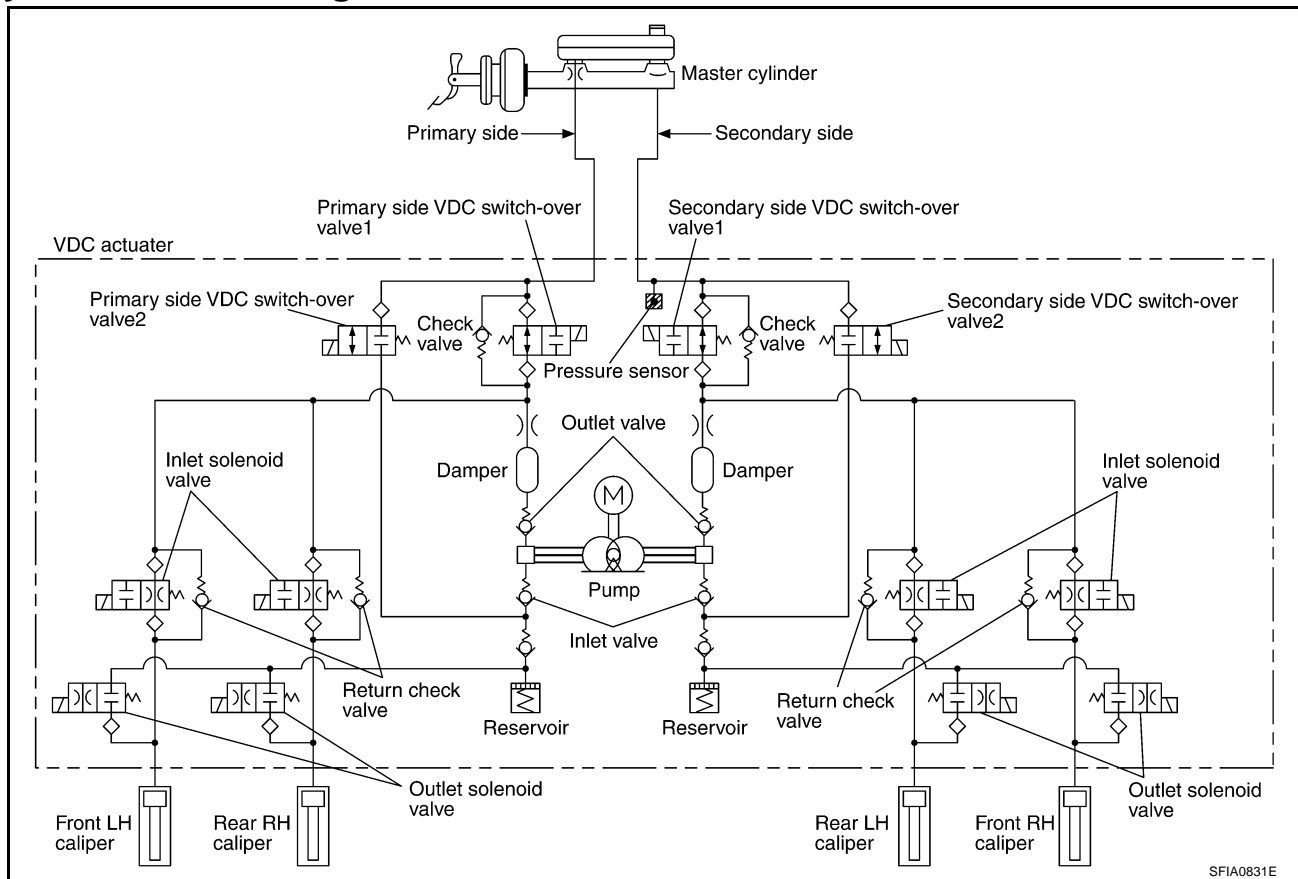 Master cylinder
Primary side
Secondary side
Primary side VDC switch-over
valve1
Secondary side VDC switch-over
valve1
VDC actuater
Primary side VDC switch-over
valve2
Check
valve
Check
valve
Secondary side VDC switch-over
valve2
Pressure sensor
Outlet valve
Inlet solenoid
valve
Damper
Damper
Inlet solenoid
valve
M
Pump
Inlet valve
Return check
valve
Reservoir
Reservoir
Return check
valve
Outlet solenoid
valve
Outlet solenoid
valve
Front LH
caliper
Rear RH
caliper
Rear LH
caliper
Front RH
caliper
SFIA0831E